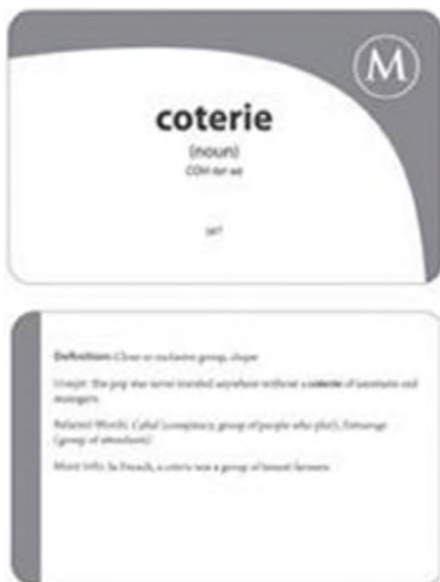 M
coterie
(noun)
COH-ter-ee
Definition: Close or exclusive group, clique
Usage: The pop star never traveled anywhere without a coterie of assistants and
managers.
Related Words: Cabal (conspiracy, group of people who plot), Entourage
(group of attendants)
More Info: In French, a coterie was a group of tenant farmers.